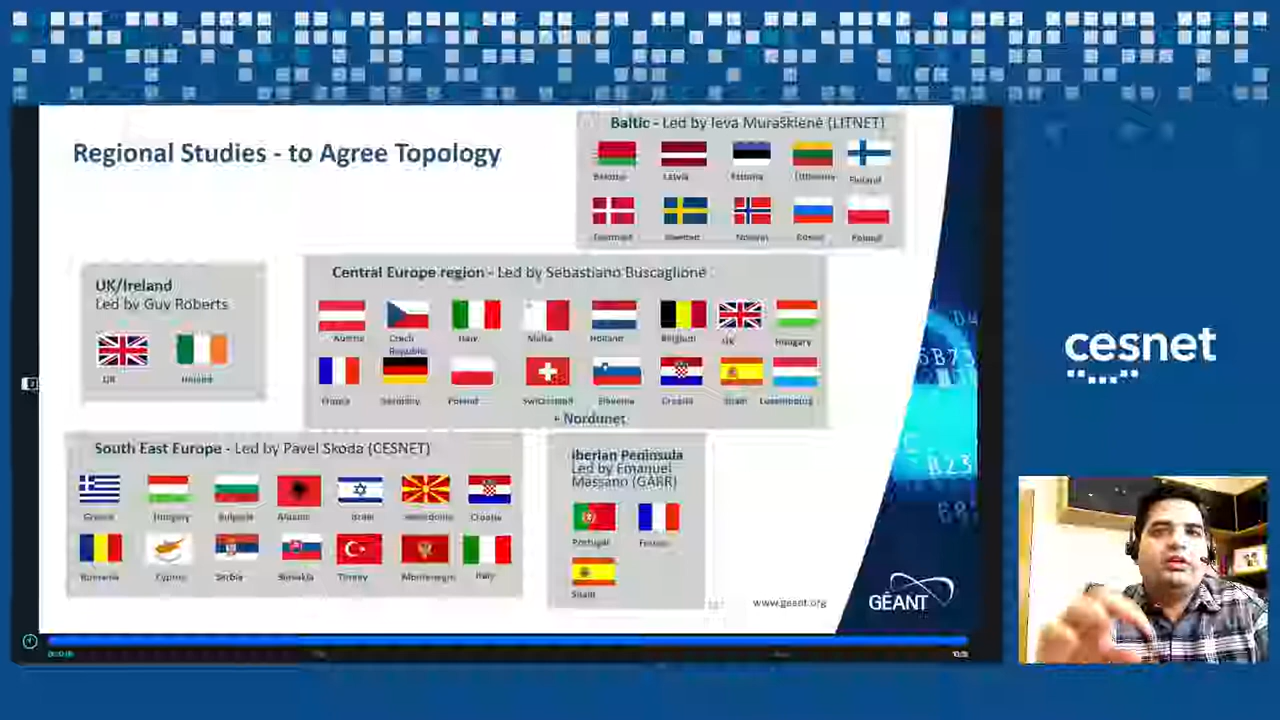 Regional Studies - to Agree Topology
Baltic - Led by Ieva Muraškienė (LITNET)
Belarus Latvia Estonia Lithuania Finland
Denmark Sweden Norway Russia Poland
UK/Ireland
Led by Guy Roberts
UK Ireland
Central Europe region - Led by Sebastiano Buscaglione
Austria Czech Republic Italy Malta Holland Belgium UK Hungary
France Germany Poland Switzerland Slovenia Croatia Spain Luxembourg
+ Nordunet
South East Europe - Led by Pavel Skoda (CESNET)
Greece Hungary Bulgaria Albania Israel Macedonia Croatia
Romania Cyprus Serbia Slovakia Turkey Montenegro Italy
Iberian Peninsula
Led by Emanuel
Massano (GARR)
Portugal France
Spain
www.geant.org
GÉANT
cesnet